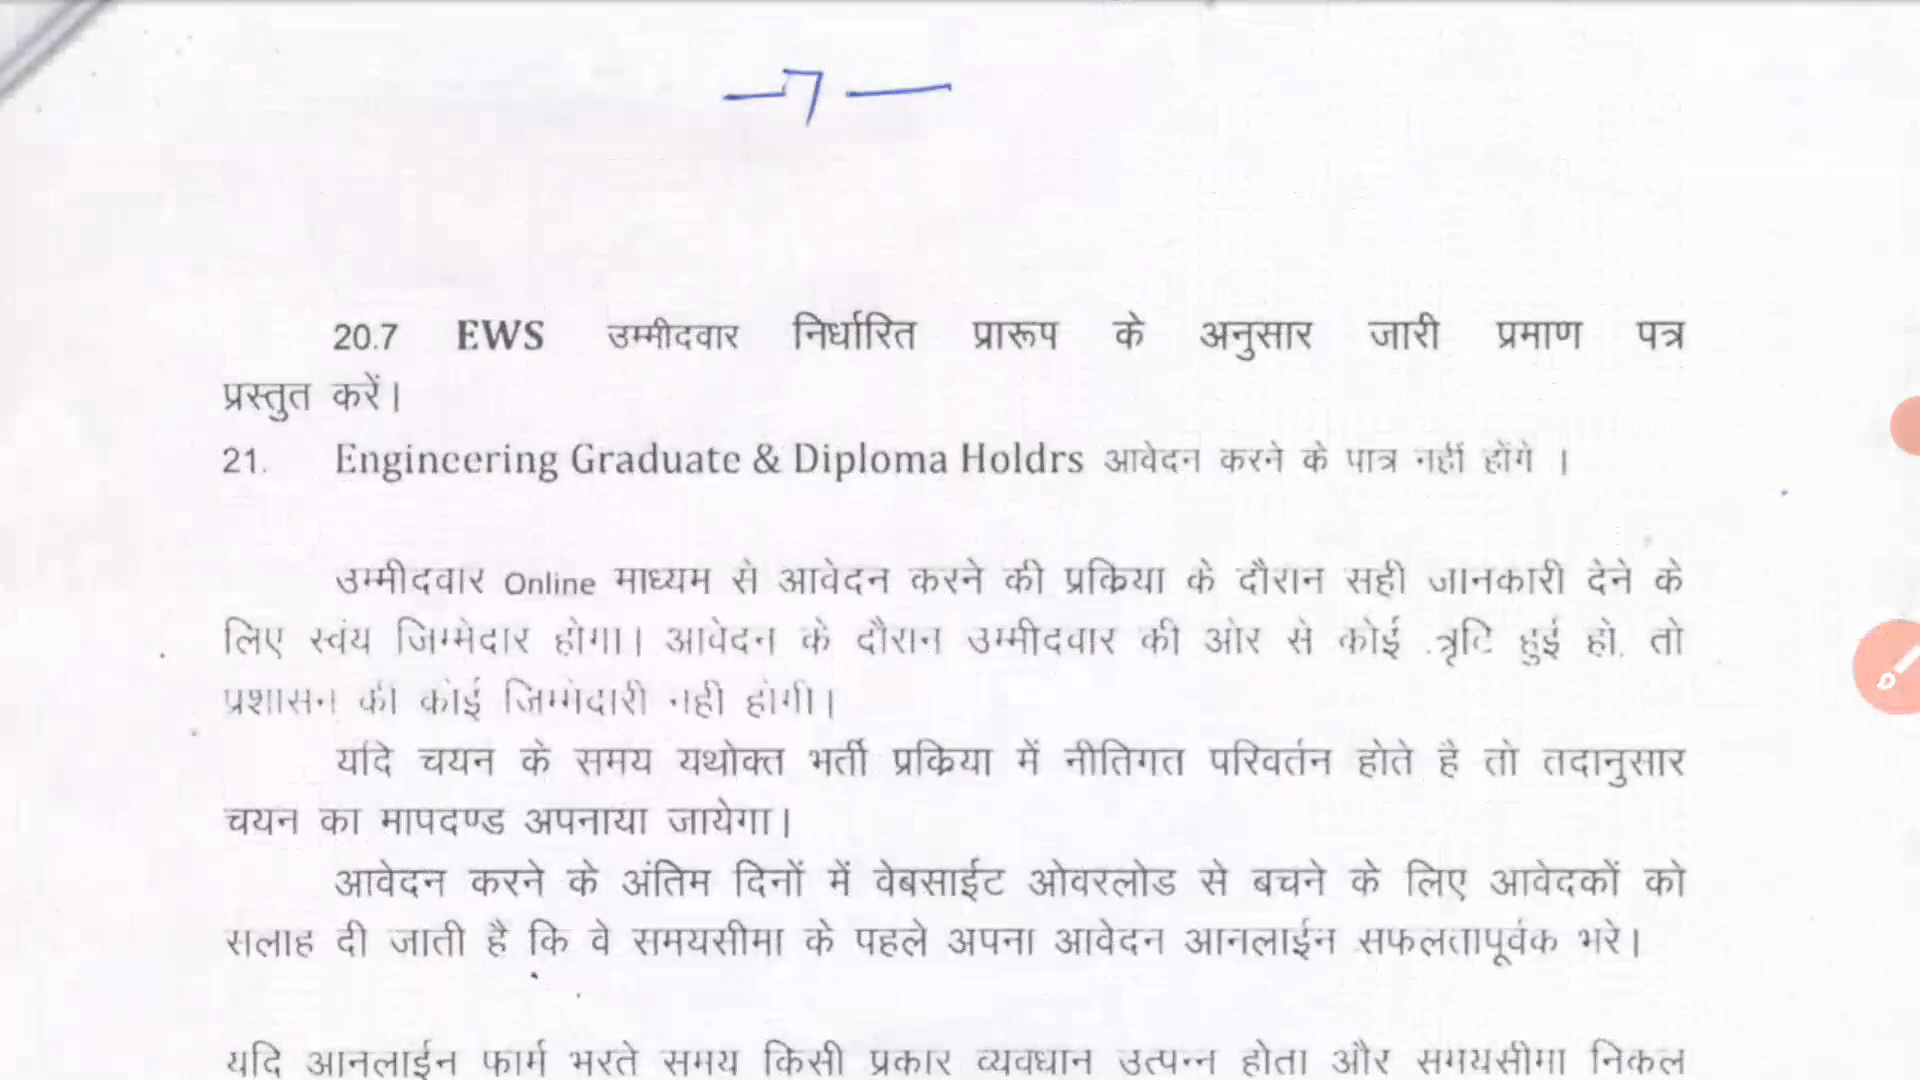 —7—
20.7 EWS उम्मीदवार निर्धारित प्रारूप के अनुसार जारी प्रमाण पत्र
प्रस्तुत करें।
21. Engineering Graduate & Diploma Holdrs आवेदन करने के पात्र नहीं होंगे ।
उम्मीदवार Online माध्यम से आवेदन करने की प्रकिया के दौरान सही जानकारी देने के
लिए स्वंय जिम्मेदार होगा। आवेदन के दौरान उम्मीदवार की ओर से कोई त्रृटि हुई हो, तो
प्रशासन की कोई जिम्मेदारी नही होगी।
यदि चयन के समय यथोक्त भर्ती प्रकिया में नीतिगत परिवर्तन होते है तो तदानुसार
चयन का मापदण्ड अपनाया जायेगा।
आवेदन करने के अंतिम दिनों में वेबसाईट ओवरलोड से बचने के लिए आवेदकों को
सलाह दी जाती है कि वे समयसीमा के पहले अपना आवेदन आनलाईन सफलतापूर्वक भरे।
यदि आनलाईन फार्म भरते समय किसी प्रकार व्यवधान उत्पन्न होता और समयसीमा निकल